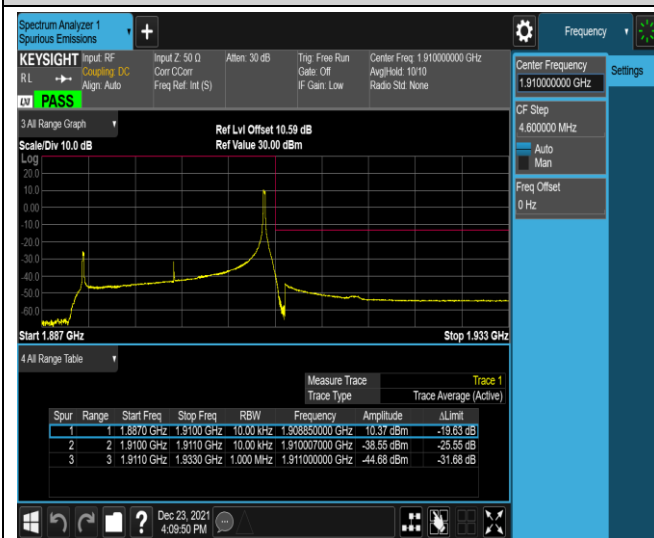 Spectrum Analyzer 1
Spurious Emissions
Frequency
KEYSIGHT
RL
LXI PASS
Input: RF
Coupling: DC
Align: Auto
Input Z: 50 Ω
Corr CCorr
Freq Ref: Int (S)
Atten: 30 dB
Trig: Free Run
Gate: Off
IF Gain: Low
Center Freq: 1.910000000 GHz
Avg|Hold: 10/10
Radio Std: None
Center Frequency
1.910000000 GHz
Settings
CF Step
4.600000 MHz
Auto
Man
Freq Offset
0 Hz
3 All Range Graph
Scale/Div 10.0 dB
Ref Lvl Offset 10.59 dB
Ref Value 30.00 dBm
Log
20.0
10.0
0.00
-10.0
-20.0
-30.0
-40.0
-50.0
-60.0
Start 1.887 GHz
Stop 1.933 GHz
4 All Range Table
Measure Trace Trace 1
Trace Type Trace Average (Active)
Spur Range Start Freq Stop Freq RBW Frequency Amplitude ΔLimit
1 1 1.8870 GHz 1.9100 GHz 10.00 kHz 1.908850000 GHz 10.37 dBm -19.63 dB
2 2 1.9100 GHz 1.9110 GHz 10.00 kHz 1.910007000 GHz -38.55 dBm -25.55 dB
3 3 1.9110 GHz 1.9330 GHz 1.000 MHz 1.911000000 GHz -44.68 dBm -31.68 dB
?
Dec 23, 2021
4:09:50 PM